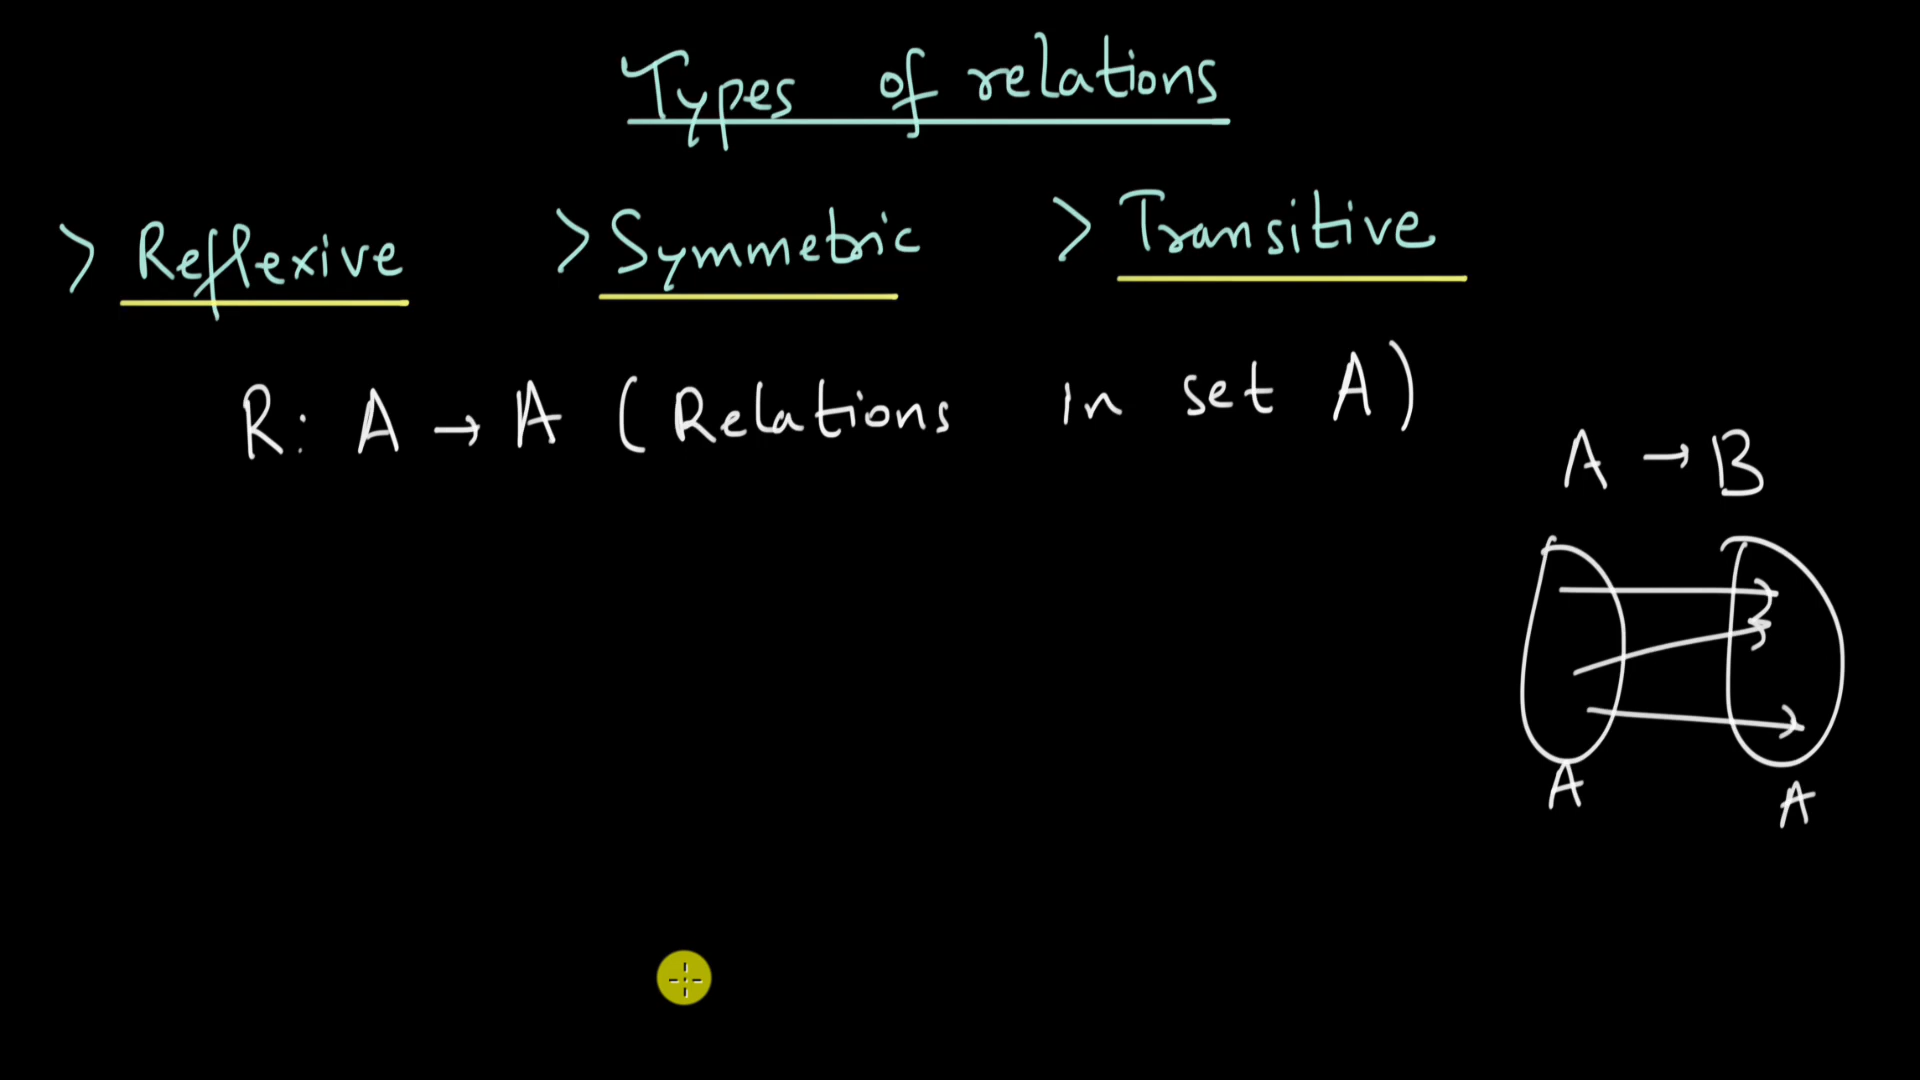 Types of relations
> Reflexive > Symmetric > Transitive
R: A → A (Relations in set A)
A → B
A A